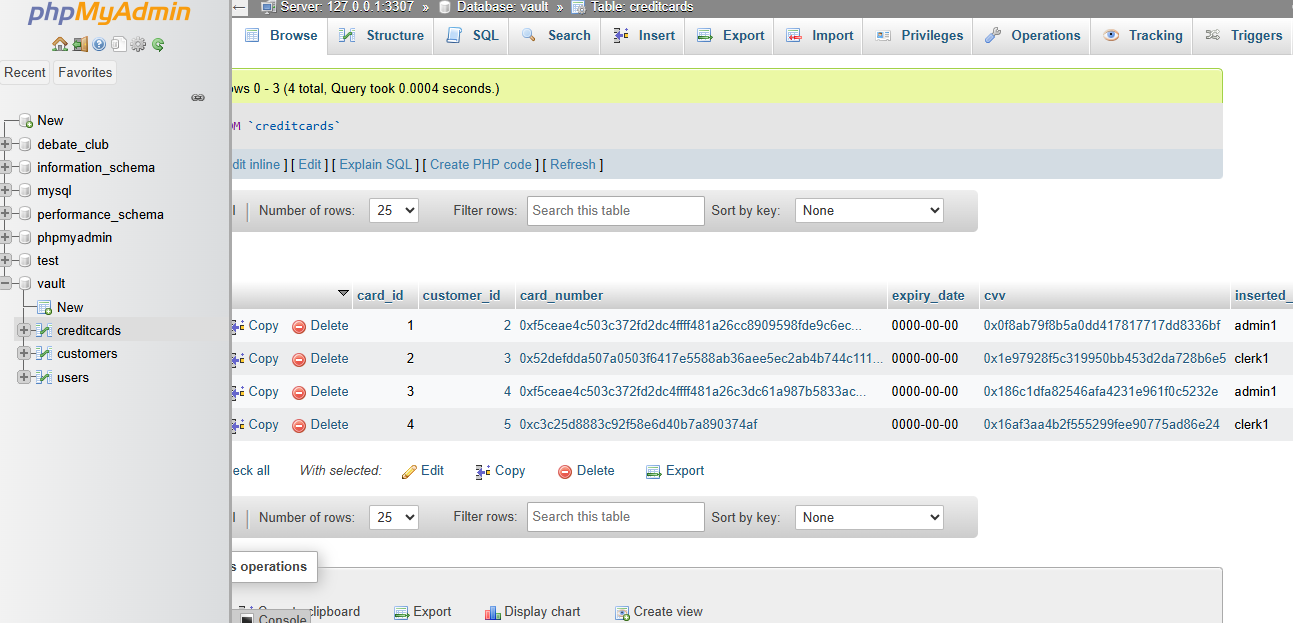 phpMyAdmin
Recent Favorites
New
debate_club
information_schema
mysql
performance_schema
phpmyadmin
test
vault
New
creditcards
customers
users
Server: 127.0.0.1:3307 » Database: vault » Table: creditcards
Browse Structure SQL Search Insert Export Import Privileges Operations Tracking Triggers
ows 0 - 3 (4 total, Query took 0.0004 seconds.)
OM `creditcards`
dit inline ] [ Edit ] [ Explain SQL ] [ Create PHP code ] [ Refresh ]
Number of rows: 25 Filter rows: Search this table Sort by key: None
card_id customer_id card_number expiry_date cvv inserted_
Copy Delete 1 2 0xf5ceae4c503c372fd2dc4ffff481a26cc8909598fde9c6ec... 0000-00-00 0x0f8ab79f8b5a0dd417817717dd8336bf admin1
Copy Delete 2 3 0x52defdda507a0503f6417e5588ab36aee5ec2ab4b744c111... 0000-00-00 0x1e97928f5c319950bb453d2da728b6e5 clerk1
Copy Delete 3 4 0xf5ceae4c503c372fd2dc4ffff481a26c3dc61a987b5833ac... 0000-00-00 0x186c1dfa82546afa4231e961f0c5232e admin1
Copy Delete 4 5 0xc3c25d8883c92f58e6d40b7a890374af 0000-00-00 0x16af3aa4b2f555299fee90775ad86e24 clerk1
eck all With selected: Edit Copy Delete Export
Number of rows: 25 Filter rows: Search this table Sort by key: None
s operations
clipboard Export Display chart Create view
Console